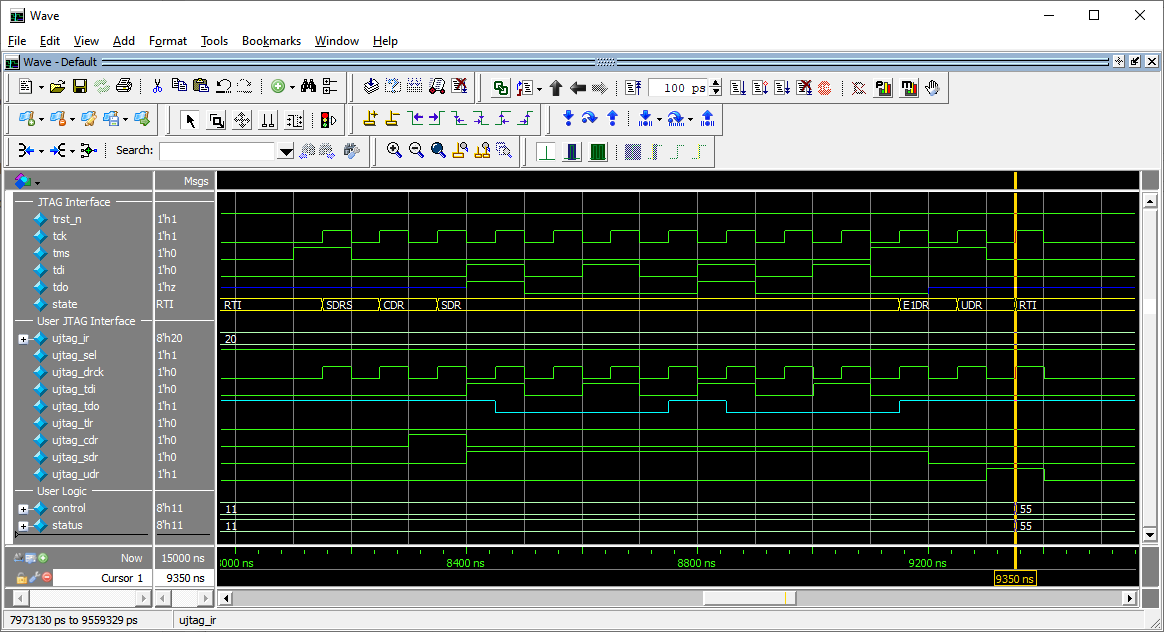 Wave
File Edit View Add Format Tools Bookmarks Window Help
Wave - Default
100 ps
Search:
Msgs
JTAG Interface
trst_n 1'h1
tck 1'h1
tms 1'h0
tdi 1'h0
tdo 1'hz
state RTI RTI SDRS CDR SDR E1DR UDR RTI
User JTAG Interface
ujtag_ir 8'h20 20
ujtag_sel 1'h1
ujtag_drck 1'h0
ujtag_tdi 1'h0
ujtag_tdo 1'h1
ujtag_tlr 1'h0
ujtag_cdr 1'h0
ujtag_sdr 1'h0
ujtag_udr 1'h1
User Logic
control 8'h11 11 55
status 8'h11 11 55
Now 15000 ns 000 ns 8400 ns 8800 ns 9200 ns
Cursor 1 9350 ns 9350 ns
7973130 ps to 9559329 ps ujtag_ir